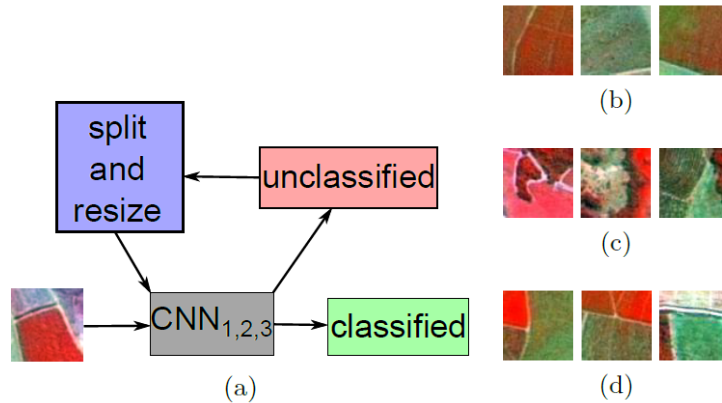 split
and
resize
unclassified
CNN1,2,3
classified
(a)
(b)
(c)
(d)